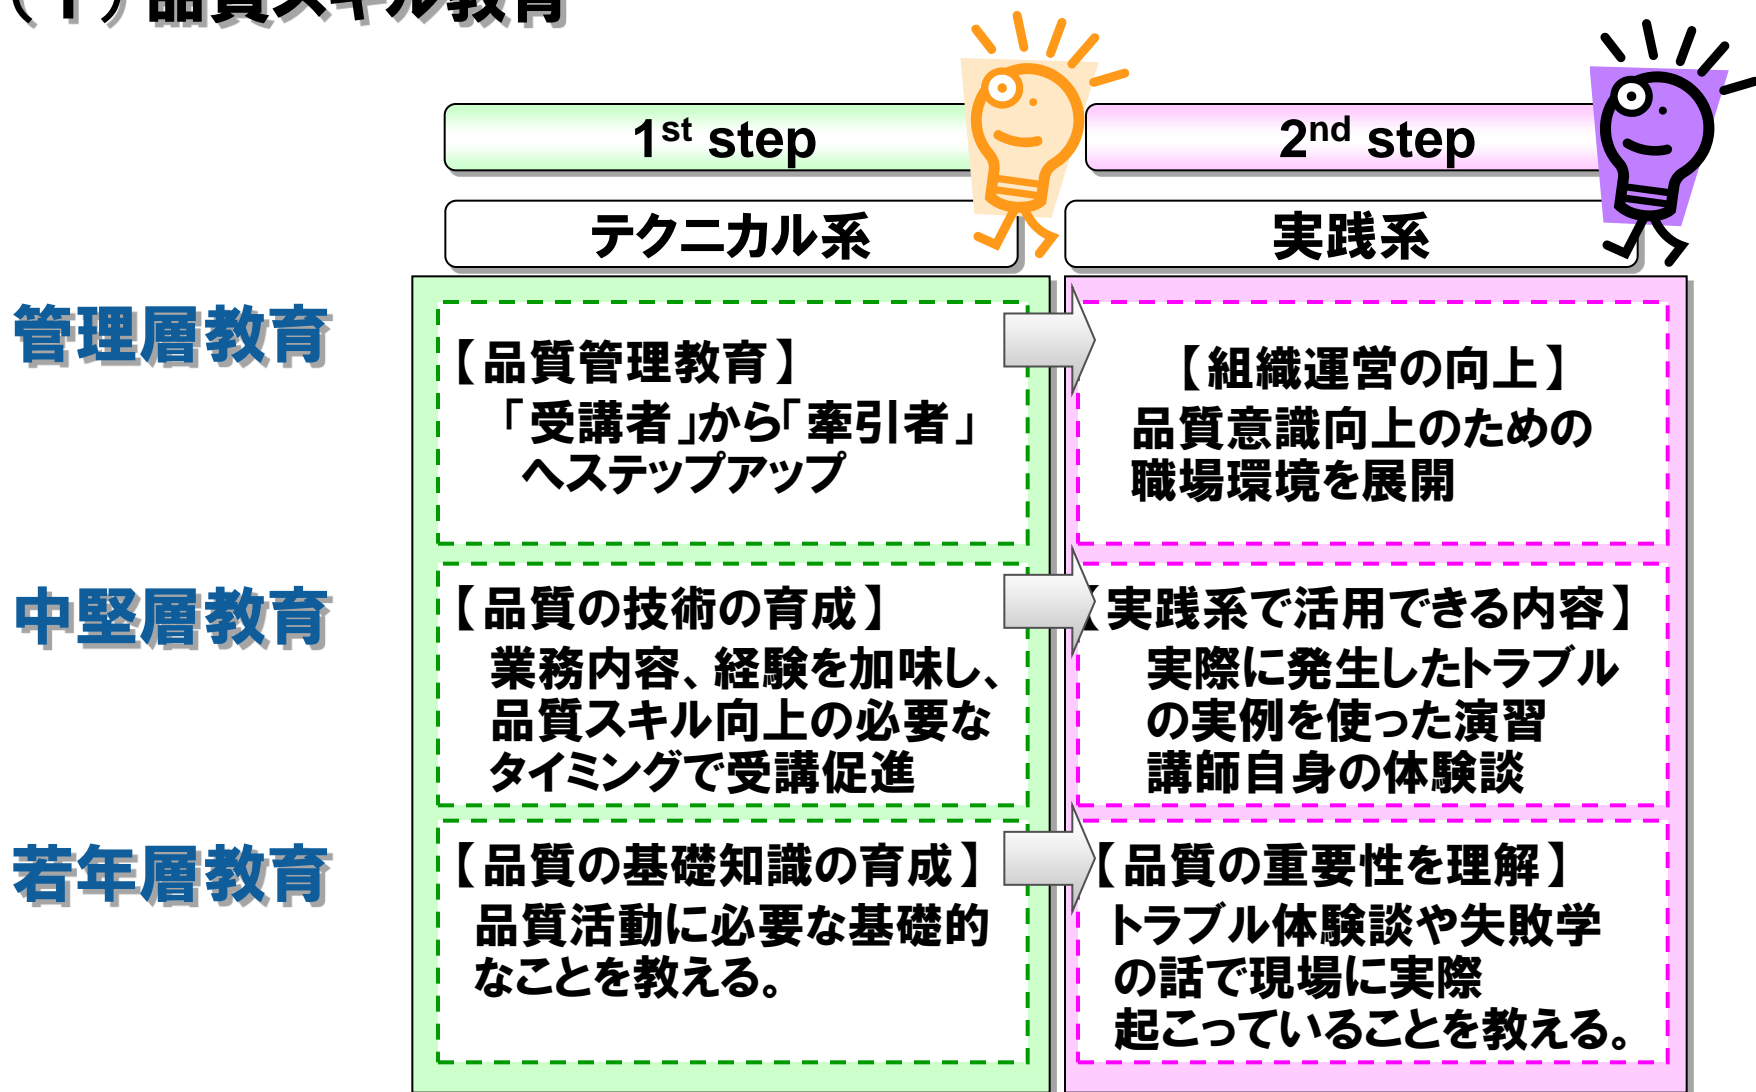 （１）品質スキル教育
1st step
2nd step
テクニカル系
実践系
管理層教育
【品質管理教育】
「受講者」から「牽引者」
へステップアップ
【組織運営の向上】
品質意識向上のための
職場環境を展開
中堅層教育
【品質の技術の育成】
業務内容、経験を加味し、
品質スキル向上の必要な
タイミングで受講促進
【実践系で活用できる内容】
実際に発生したトラブル
の実例を使った演習
講師自身の体験談
若年層教育
【品質の基礎知識の育成】
品質活動に必要な基礎的
なことを教える。
【品質の重要性を理解】
トラブル体験談や失敗学
の話で現場に実際
起こっていることを教える。